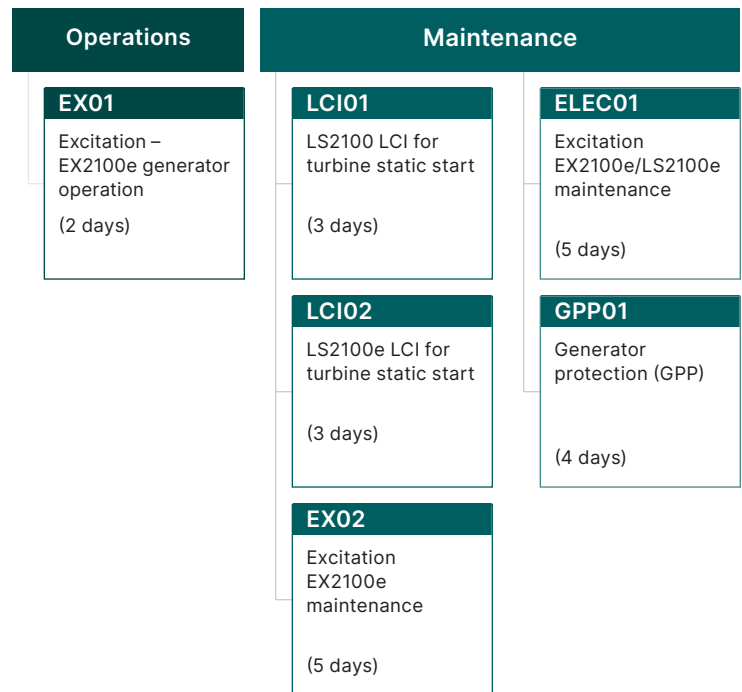 Operations
EX01
Excitation –
EX2100e generator
operation
(2 days)
Maintenance
LCI01
LS2100 LCI for
turbine static start
(3 days)
LCI02
LS2100e LCI for
turbine static start
(3 days)
EX02
Excitation
EX2100e
maintenance
(5 days)
ELEC01
Excitation
EX2100e/LS2100e
maintenance
(5 days)
GPP01
Generator
protection (GPP)
(4 days)